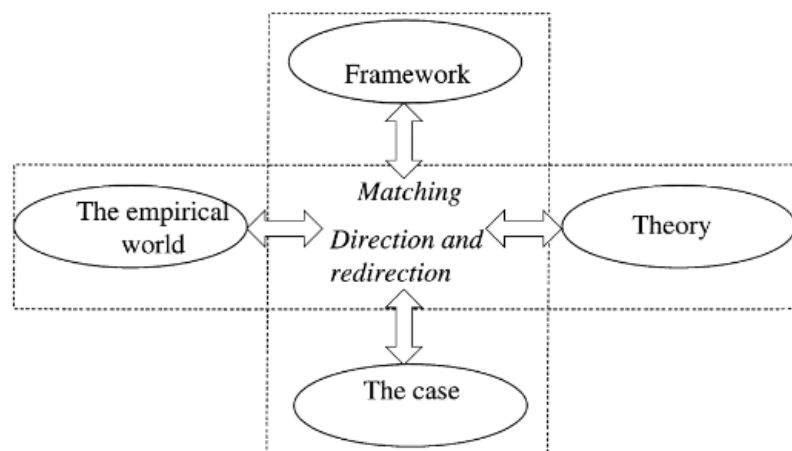 Framework
Matching
The empirical
world
Direction and
redirection
Theory
The case